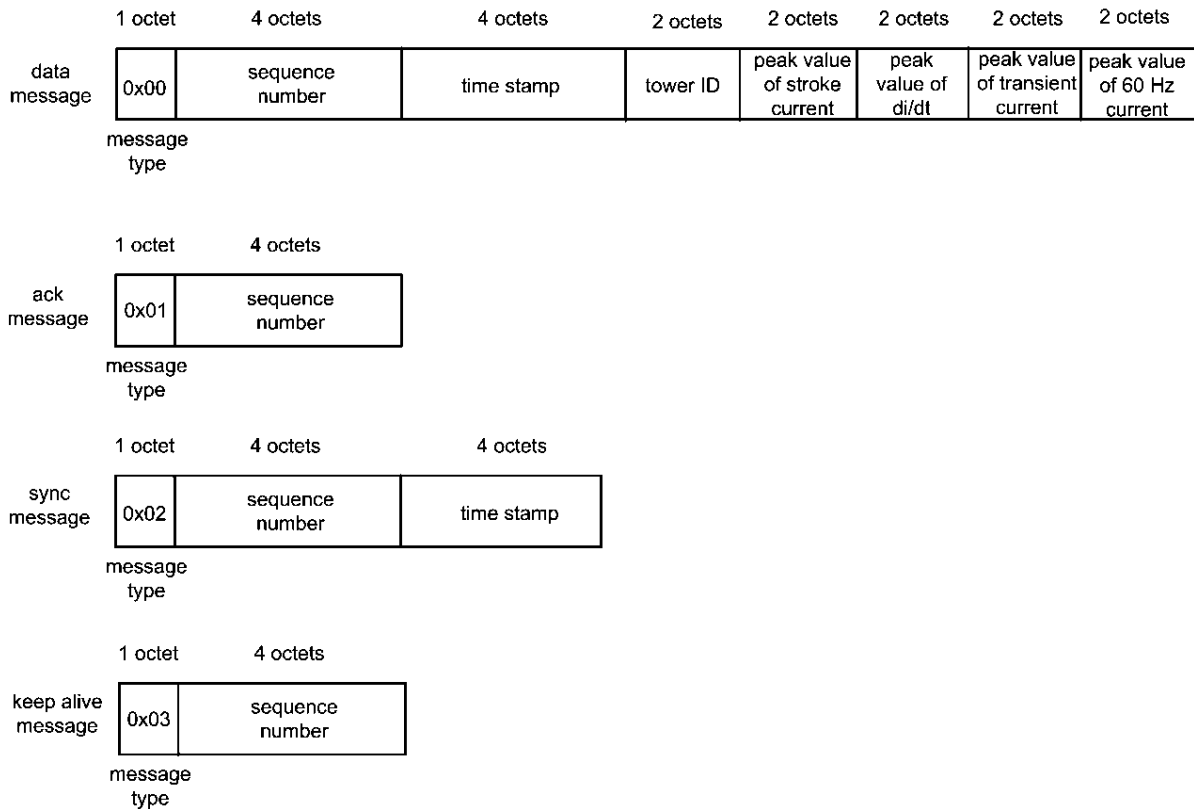 1 octet 4 octets 4 octets 2 octets 2 octets 2 octets 2 octets 2 octets
data
message
0x00
sequence
number
time stamp
tower ID
peak value
of stroke
current
peak
value of
di/dt
peak value
of transient
current
peak value
of 60 Hz
current
message
type
1 octet 4 octets
ack
message
0x01
sequence
number
message
type
1 octet 4 octets 4 octets
sync
message
0x02
sequence
number
time stamp
message
type
1 octet 4 octets
keep alive
message
0x03
sequence
number
message
type